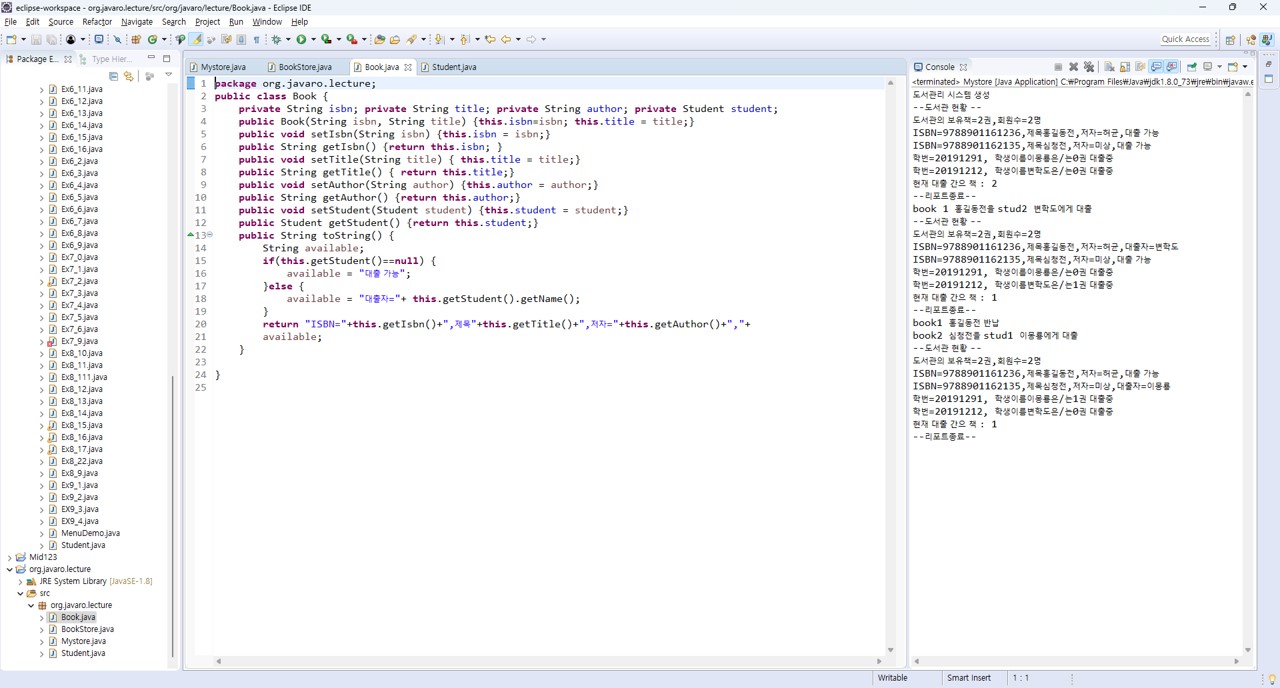 eclipse-workspace - org.javaro.lecture/src/org/javaro/lecture/Book.java - Eclipse IDE
File Edit Source Refactor Navigate Search Project Run Window Help
Quick Access
Package E... Type Hier...
Ex6_11.java
Ex6_12.java
Ex6_13.java
Ex6_14.java
Ex6_15.java
Ex6_16.java
Ex6_2.java
Ex6_3.java
Ex6_4.java
Ex6_5.java
Ex6_6.java
Ex6_7.java
Ex6_8.java
Ex6_9.java
Ex7_0.java
Ex7_1.java
Ex7_2.java
Ex7_3.java
Ex7_4.java
Ex7_5.java
Ex7_6.java
Ex7_9.java
Ex8_10.java
Ex8_11.java
Ex8_111.java
Ex8_12.java
Ex8_13.java
Ex8_14.java
Ex8_15.java
Ex8_16.java
Ex8_17.java
Ex8_22.java
Ex8_9.java
Ex9_1.java
Ex9_2.java
EX9_3.java
EX9_4.java
MenuDemo.java
Student.java
Mid123
org.javaro.lecture
JRE System Library [JavaSE-1.8]
src
org.javaro.lecture
Book.java
BookStore.java
Mystore.java
Student.java
Mystore.java BookStore.java Book.java Student.java
1 package org.javaro.lecture;
2 public class Book {
3 private String isbn; private String title; private String author; private Student student;
4 public Book(String isbn, String title) {this.isbn=isbn; this.title = title;}
5 public void setIsbn(String isbn) {this.isbn = isbn;}
6 public String getIsbn() {return this.isbn; }
7 public void setTitle(String title) { this.title = title;}
8 public String getTitle() { return this.title;}
9 public void setAuthor(String author) {this.author = author;}
10 public String getAuthor() {return this.author;}
11 public void setStudent(Student student) {this.student = student;}
12 public Student getStudent() {return this.student;}
13 public String toString() {
14 String available;
15 if(this.getStudent()==null) {
16 available = "대출 가능";
17 }else {
18 available = "대출자="+ this.getStudent().getName();
19 }
20 return "ISBN="+this.getIsbn()+",제목"+this.getTitle()+",저자="+this.getAuthor()+","+
21 available;
22 }
23
24 }
25
Console
<terminated> Mystore [Java Application] C:\Program Files\Java\jdk1.8.0_73\jre\bin\javaw.e
도서관리 시스템 생성
--도서관 현황 --
도서관의 보유책=2권,회원수=2명
ISBN=9788901161236,제목홍길동전,저자=허균,대출 가능
ISBN=9788901162135,제목심청전,저자=미상,대출 가능
학번=20191291, 학생이름이몽룡은/는0권 대출중
학번=20191212, 학생이름변학도은/는0권 대출중
현재 대출 간으 책 : 2
--리포트종료--
book 1 홍길동전을 stud2 변학도에게 대출
--도서관 현황 --
도서관의 보유책=2권,회원수=2명
ISBN=9788901161236,제목홍길동전,저자=허균,대출자=변학도
ISBN=9788901162135,제목심청전,저자=미상,대출 가능
학번=20191291, 학생이름이몽룡은/는0권 대출중
학번=20191212, 학생이름변학도은/는1권 대출중
현재 대출 간으 책 : 1
--리포트종료--
book1 홍길동전 반납
book2 심청전을 stud1 이몽룡에게 대출
--도서관 현황 --
도서관의 보유책=2권,회원수=2명
ISBN=9788901161236,제목홍길동전,저자=허균,대출 가능
ISBN=9788901162135,제목심청전,저자=미상,대출자=이몽룡
학번=20191291, 학생이름이몽룡은/는1권 대출중
학번=20191212, 학생이름변학도은/는0권 대출중
현재 대출 간으 책 : 1
--리포트종료--
Writable Smart Insert 1 : 1